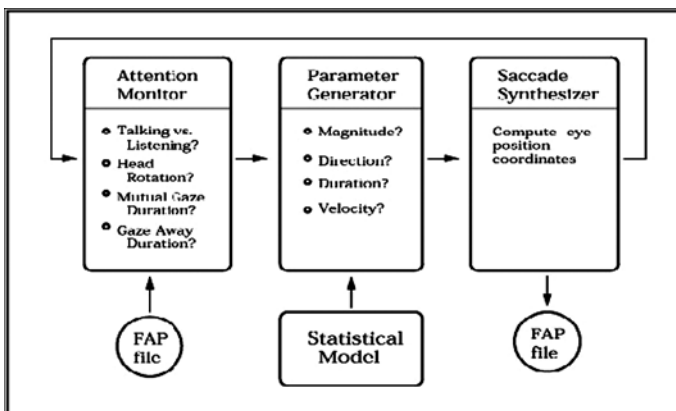 Attention
Monitor
Talking vs.
Listening?
Head
Rotation?
Mutual Gaze
Duration?
Gaze Away
Duration?
Parameter
Generator
Magnitude?
Direction?
Duration?
Velocity?
Saccade
Synthesizer
Compute eye
position
coordinates
FAP
file
Statistical
Model
FAP
file